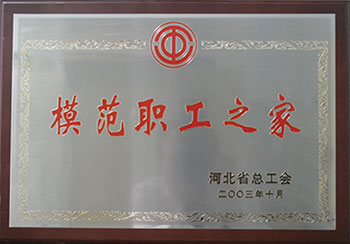 模范职工之家
河北省总工会
二〇〇三年十月